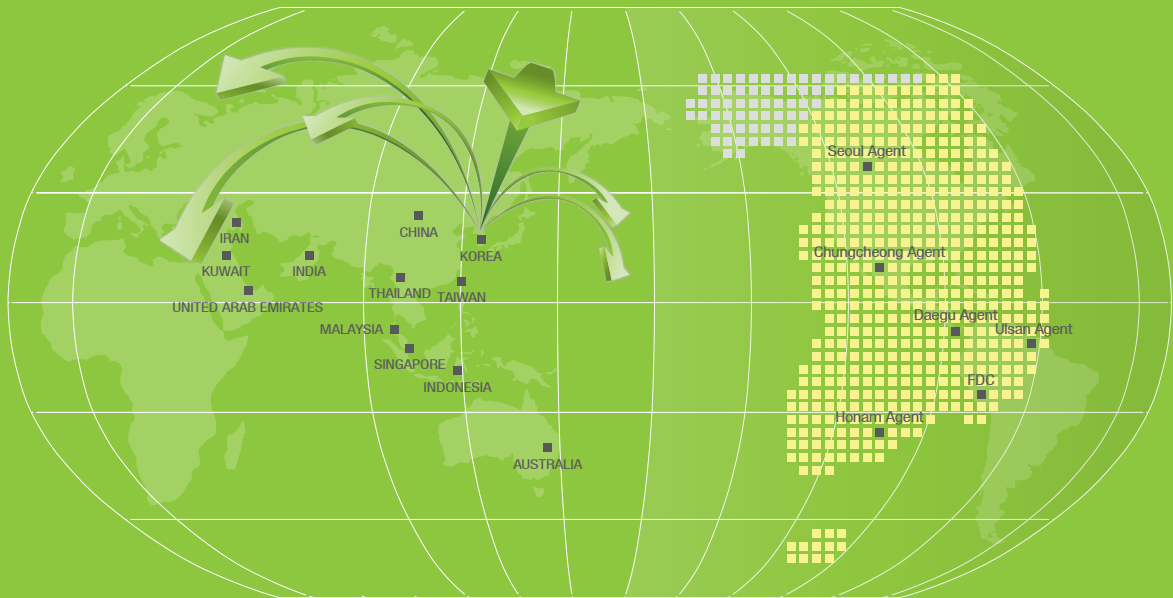 Seoul Agent
IRAN
CHINA
KOREA
Chungcheong Agent
KUWAIT
INDIA
THAILAND
TAIWAN
UNITED ARAB EMIRATES
Daegu Agent
MALAYSIA
Ulsan Agent
SINGAPORE
INDONESIA
FDC
Honam Agent
AUSTRALIA